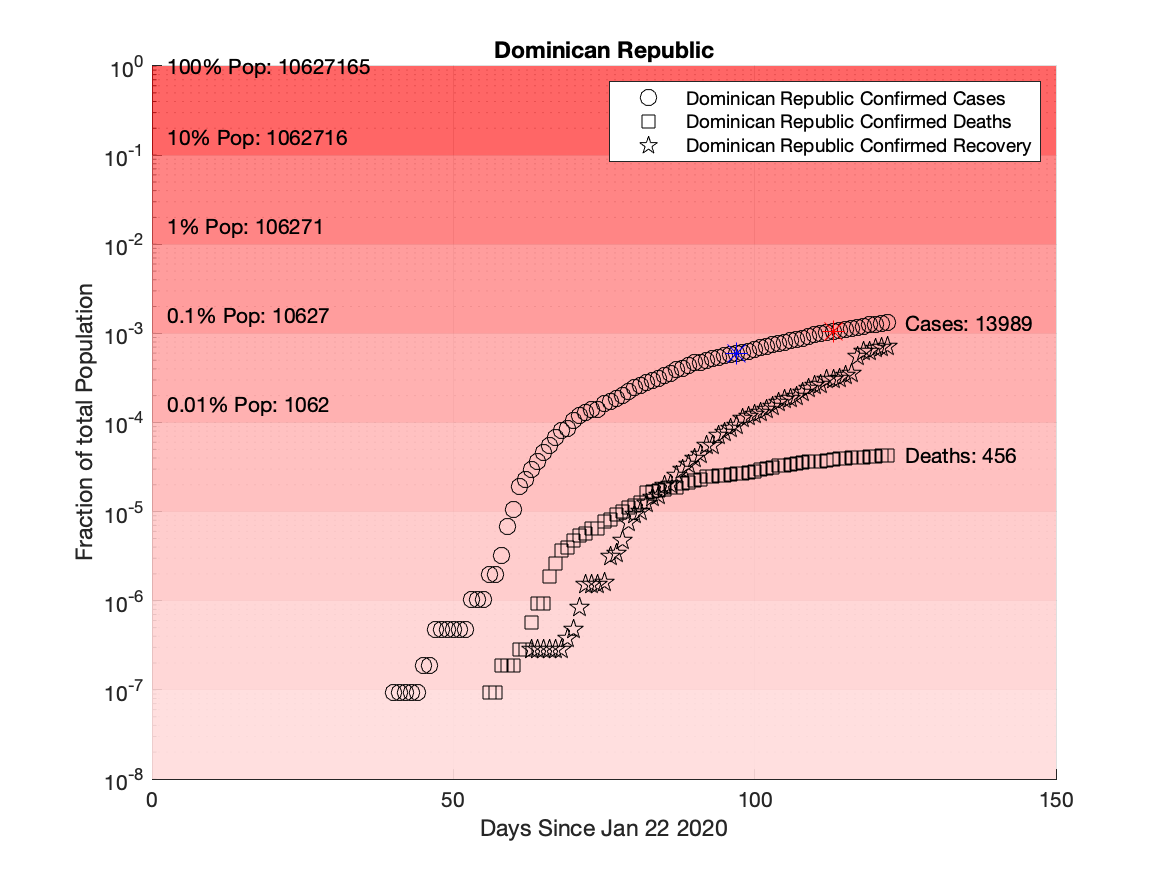 Dominican Republic
10^0
100% Pop: 10627165
Dominican Republic Confirmed Cases
Dominican Republic Confirmed Deaths
Dominican Republic Confirmed Recovery
10% Pop: 1062716
10^-1
1% Pop: 106271
10^-2
0.1% Pop: 10627
10^-3
Cases: 13989
0.01% Pop: 1062
10^-4
Deaths: 456
10^-5
10^-6
10^-7
10^-8
Fraction of total Population
0 50 100 150
Days Since Jan 22 2020